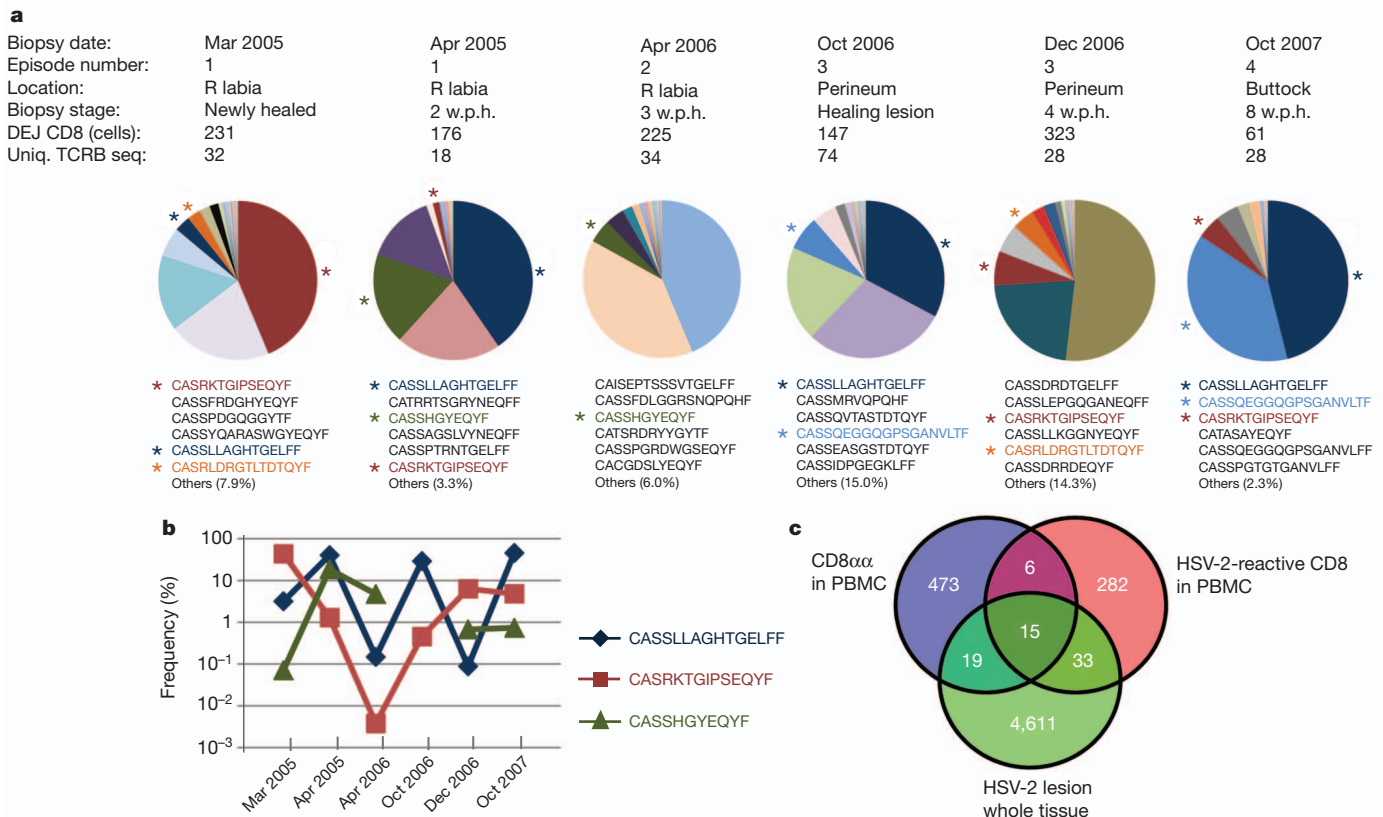 a
Biopsy date: Mar 2005 Apr 2005 Apr 2006 Oct 2006 Dec 2006 Oct 2007
Episode number: 1 1 2 3 3 4
Location: R labia R labia R labia Perineum Perineum Buttock
Biopsy stage: Newly healed 2 w.p.h. 3 w.p.h. Healing lesion 4 w.p.h. 8 w.p.h.
DEJ CD8 (cells): 231 176 225 147 323 61
Uniq. TCRB seq: 32 18 34 74 28 28
* * *
*
*
* *
*
*
*
*
*
*
*
* CASRKTGIPSEQYF
CASSFRDGHYEQYF
CASSPDGQGGYTF
CASSYQARASWGYEQYF
* CASSLLAGHTGELFF
* CASRLDRGTLTDTQYF
Others (7.9%)
* CASSLLAGHTGELFF
CATRRTSGRYNEQFF
* CASSHGYEQYF
CASSAGSLVYNEQFF
CASSPTRNTGELFF
* CASRKTGIPSEQYF
Others (3.3%)
CAISEPTSSSVTGELFF
CASSFDLGGRSNQPQHF
* CASSHGYEQYF
CATSRDRYYGYTF
CASSPGRDWGSEQYF
CACGDSLYEQYF
Others (6.0%)
* CASSLLAGHTGELFF
CASSMRVQPQHF
CASSQVTASTDTQYF
* CASSQEGGQGPSGANVLTF
CASSEASGSTDTQYF
CASSIDPGEGKLFF
Others (15.0%)
CASSDRDTGELFF
CASSLEPGQGANEQFF
* CASRKTGIPSEQYF
CASSLLKGGNYEQYF
* CASRLDRGTLTDTQYF
CASSDRRDEQYF
Others (14.3%)
* CASSLLAGHTGELFF
* CASSQEGGQGPSGANVLTF
* CASRKTGIPSEQYF
CATASAYEQYF
CASSQEGGQGPSGANVLFF
CASSPGTGTGANVLFF
Others (2.3%)
b
Frequency (%)
100
10
1
10⁻¹
10⁻²
10⁻³
Mar 2005
Apr 2005
Apr 2006
Oct 2006
Dec 2006
Oct 2007
CASSLLAGHTGELFF
CASRKTGIPSEQYF
CASSHGYEQYF
c
CD8αα
in PBMC
HSV-2-reactive CD8
in PBMC
473
6
282
15
19
33
4,611
HSV-2 lesion
whole tissue